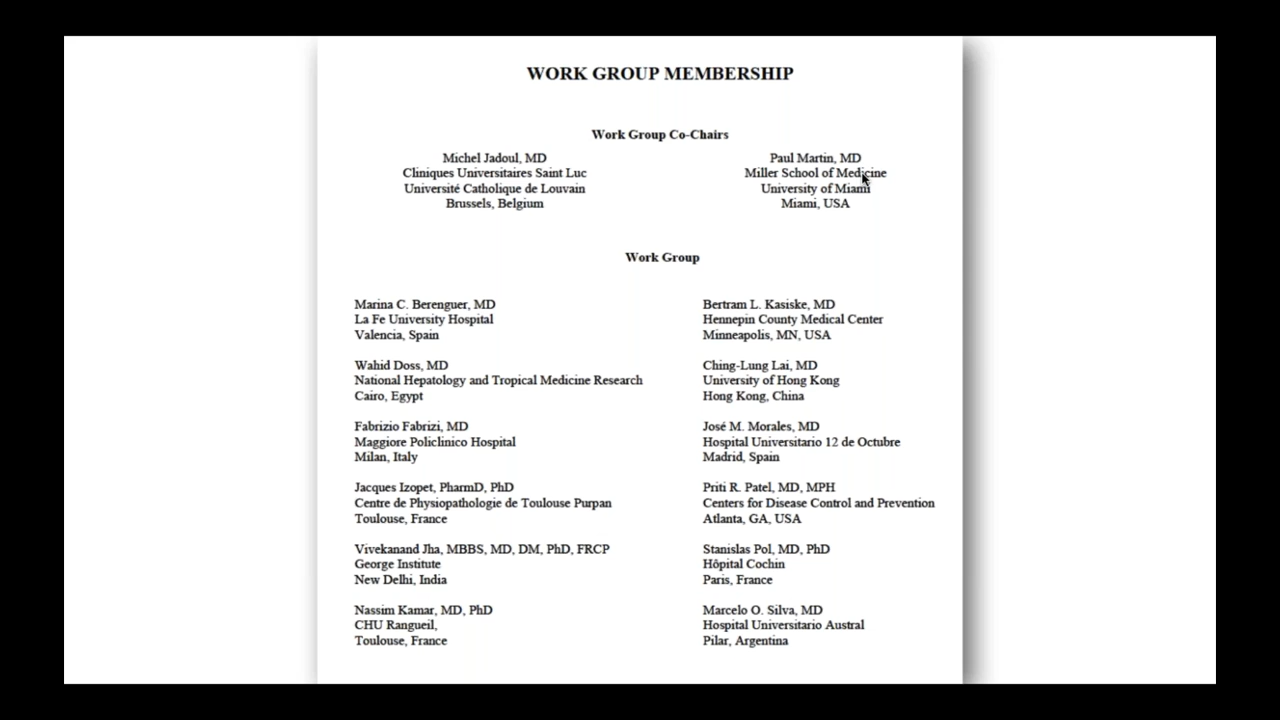 WORK GROUP MEMBERSHIP
Work Group Co-Chairs
Michel Jadoul, MD
Cliniques Universitaires Saint Luc
Université Catholique de Louvain
Brussels, Belgium
Paul Martin, MD
Miller School of Medicine
University of Miami
Miami, USA
Work Group
Marina C. Berenguer, MD
La Fe University Hospital
Valencia, Spain
Wahid Doss, MD
National Hepatology and Tropical Medicine Research
Cairo, Egypt
Fabrizio Fabrizi, MD
Maggiore Policlinico Hospital
Milan, Italy
Jacques Izopet, PharmD, PhD
Centre de Physiopathologie de Toulouse Purpan
Toulouse, France
Vivekanand Jha, MBBS, MD, DM, PhD, FRCP
George Institute
New Delhi, India
Nassim Kamar, MD, PhD
CHU Rangueil,
Toulouse, France
Bertram L. Kasiske, MD
Hennepin County Medical Center
Minneapolis, MN, USA
Ching-Lung Lai, MD
University of Hong Kong
Hong Kong, China
José M. Morales, MD
Hospital Universitario 12 de Octubre
Madrid, Spain
Priti R. Patel, MD, MPH
Centers for Disease Control and Prevention
Atlanta, GA, USA
Stanislas Pol, MD, PhD
Hôpital Cochin
Paris, France
Marcelo O. Silva, MD
Hospital Universitario Austral
Pilar, Argentina